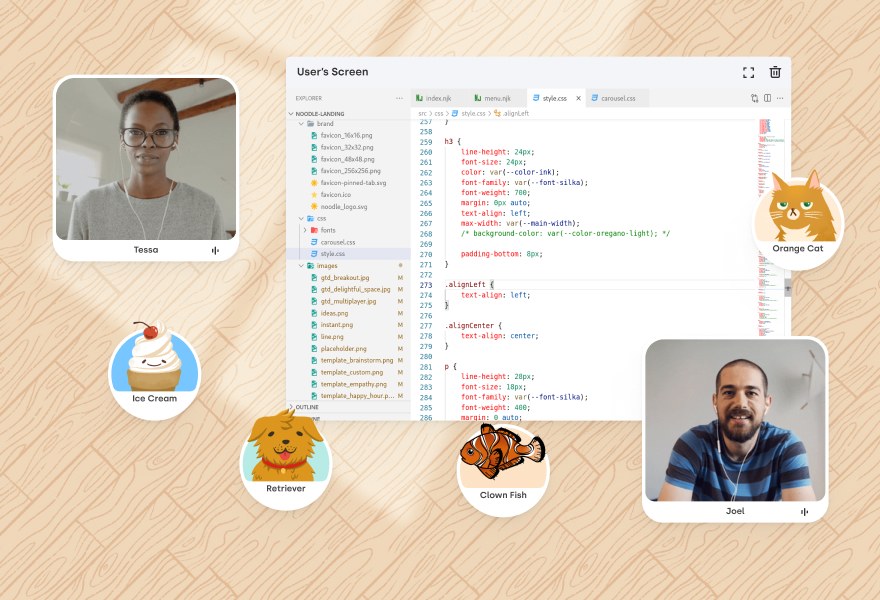 User's Screen
EXPLORER ···
index.njk
menu.njk
style.css ×
carousel.css
···
src > css > style.css > .alignLeft
NOODLE-LANDING
brand
favicon_16x16.png
favicon_32x32.png
favicon_48x48.png
favicon_256x256.png
favicon-pinned-tab.svg
favicon.ico
noodle_logo.svg
css
fonts
carousel.css
style.css
images
gtd_breakout.jpg M
gtd_delightful_space.jpg M
gtd_multiplayer.jpg M
ideas.png M
instant.png M
line.png M
placeholder.png M
template_brainstorm.png M
template_custom.png M
template_empathy.png M
template_happy_hour.p... M
OUTLINE
257 }
258
259 h3 {
260 line-height: 24px;
261 font-size: 24px;
262 color: var(--color-ink);
263 font-family: var(--font-silka);
264 font-weight: 700;
265 margin: 0px auto;
266 text-align: left;
267 max-width: var(--main-width);
268 /* background-color: var(--color-oregano-light); */
269
270 padding-bottom: 8px;
271 }
272
273 .alignLeft {
274 text-align: left;
275 }
276
277 .alignCenter {
278 text-align: center;
279 }
280
281 p {
282 line-height: 28px;
283 font-size: 18px;
284 font-family: var(--font-silka);
285 font-weight: 400;
286 margin: 0 auto;
Tessa
Orange Cat
Ice Cream
Retriever
Clown Fish
Joel